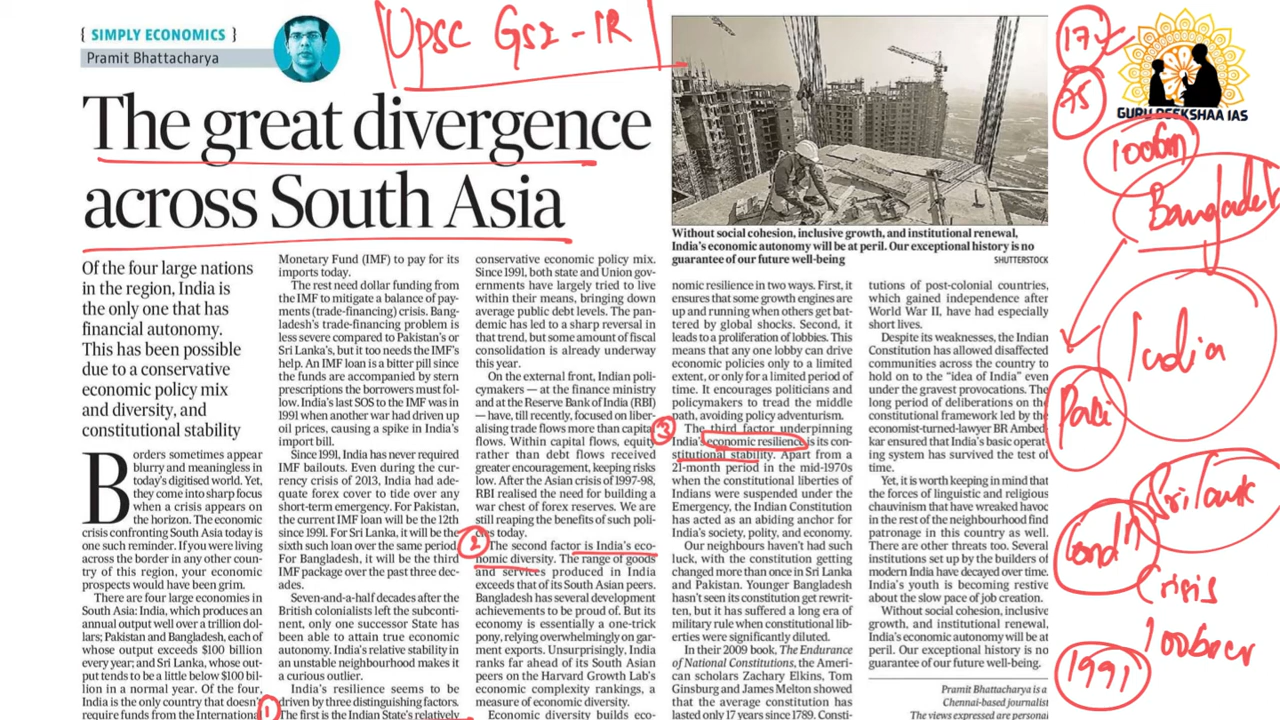 { SIMPLY ECONOMICS }
Pramit Bhattacharya
UPSC GS2-IR
The great divergence
across South Asia
Of the four large nations
in the region, India is
the only one that has
financial autonomy.
This has been possible
due to a conservative
economic policy mix
and diversity, and
constitutional stability
Borders sometimes appear
blurry and meaningless in
today's digitised world. Yet,
they come into sharp focus
when a crisis appears on
the horizon. The economic
crisis confronting South Asia today is
one such reminder. If you were living
across the border in any other coun-
try of this region, your economic
prospects would have been grim.
There are four large economies in
South Asia: India, which produces an
annual output well over a trillion dol-
lars; Pakistan and Bangladesh, each of
whose output exceeds $100 billion
every year; and Sri Lanka, whose out-
put tends to be a little below $100 bil-
lion in a normal year. Of the four,
India is the only country that doesn't
require funds from the International
Monetary Fund (IMF) to pay for its
imports today.
The rest need dollar funding from
the IMF to mitigate a balance of pay-
ments (trade-financing) crisis. Bang-
ladesh's trade-financing problem is
less severe compared to Pakistan's or
Sri Lanka's, but it too needs the IMF's
help. An IMF loan is a bitter pill since
the funds are accompanied by stern
prescriptions the borrowers must fol-
low. India's last SOS to the IMF was in
1991 when another war had driven up
oil prices, causing a spike in India's
import bill.
Since 1991, India has never required
IMF bailouts. Even during the cur-
rency crisis of 2013, India had ade-
quate forex cover to tide over any
short-term emergency. For Pakistan,
the current IMF loan will be the 12th
since 1991. For Sri Lanka, it will be the
sixth such loan over the same period.
For Bangladesh, it will be the third
IMF package over the past three dec-
ades.
Seven-and-a-half decades after the
British colonialists left the subconti-
nent, only one successor State has
been able to attain true economic
autonomy. India's relative stability in
an unstable neighbourhood makes it
a curious outlier.
India's resilience seems to be
driven by three distinguishing factors.
1
The first is the Indian State's relatively
conservative economic policy mix.
Since 1991, both state and Union gov-
ernments have largely tried to live
within their means, bringing down
average public debt levels. The pan-
demic has led to a sharp reversal in
that trend, but some amount of fiscal
consolidation is already underway
this year.
On the external front, Indian poli-
cymakers — at the finance ministry
and at the Reserve Bank of India (RBI)
— have, till recently, focused on liber-
alising trade flows more than capital
flows. Within capital flows, equity
rather than debt flows received
greater encouragement, keeping risks
low. After the Asian crisis of 1997-98,
RBI realised the need for building a
war chest of forex reserves. We are
still reaping the benefits of such poli-
cies today.
2
The second factor is India's eco-
nomic diversity. The range of goods
and services produced in India
exceeds that of its South Asian peers.
Bangladesh has several development
achievements to be proud of. But its
economy is essentially a one-trick
pony, relying overwhelmingly on gar-
ment exports. Unsurprisingly, India
ranks far ahead of its South Asian
peers on the Harvard Growth Lab's
economic complexity rankings, a
measure of economic diversity.
Economic diversity builds eco-
Without social cohesion, inclusive growth, and institutional renewal,
India's economic autonomy will be at peril. Our exceptional history is no
guarantee of our future well-being
SHUTTERSTOCK
nomic resilience in two ways. First, it
ensures that some growth engines are
up and running when others get bat-
tered by global shocks. Second, it
leads to a proliferation of lobbies. This
means that any one lobby can drive
economic policies only to a limited
extent, or only for a limited period of
time. It encourages politicians and
policymakers to tread the middle
path, avoiding policy adventurism.
3
The third factor underpinning
India's economic resilience is its con-
stitutional stability. Apart from a
21-month period in the mid-1970s
when the constitutional liberties of
Indians were suspended under the
Emergency, the Indian Constitution
has acted as an abiding anchor for
India's society, polity, and economy.
Our neighbours haven't had such
luck, with the constitution getting
changed more than once in Sri Lanka
and Pakistan. Younger Bangladesh
hasn't seen its constitution get rewrit-
ten, but it has suffered a long era of
military rule when constitutional lib-
erties were significantly diluted.
In their 2009 book, The Endurance
of National Constitutions, the Ameri-
can scholars Zachary Elkins, Tom
Ginsburg and James Melton showed
that the average constitution has
lasted only 17 years since 1789. Consti-
tutions of post-colonial countries,
which gained independence after
World War II, have had especially
short lives.
Despite its weaknesses, the Indian
Constitution has allowed disaffected
communities across the country to
hold on to the "idea of India" even
under the gravest provocations. The
long period of deliberations on the
constitutional framework led by the
economist-turned-lawyer BR Ambed-
kar ensured that India's basic operat-
ing system has survived the test of
time.
Yet, it is worth keeping in mind that
the forces of linguistic and religious
chauvinism that have wreaked havoc
in the rest of the neighbourhood find
patronage in this country as well.
There are other threats too. Several
institutions set up by the builders of
modern India have decayed over time.
India's youth is becoming restive
about the slow pace of job creation.
Without social cohesion, inclusive
growth, and institutional renewal,
India's economic autonomy will be at
peril. Our exceptional history is no
guarantee of our future well-being.
Pramit Bhattacharya is a
Chennai-based journalist
The views expressed are personal
17
GURU DEEKSHAA IAS
75
100bn
Bangladesh
India
Paki
Sri Lank
Condn
Crisis
1991